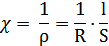 χ = 1/ρ = 1/R · l/S